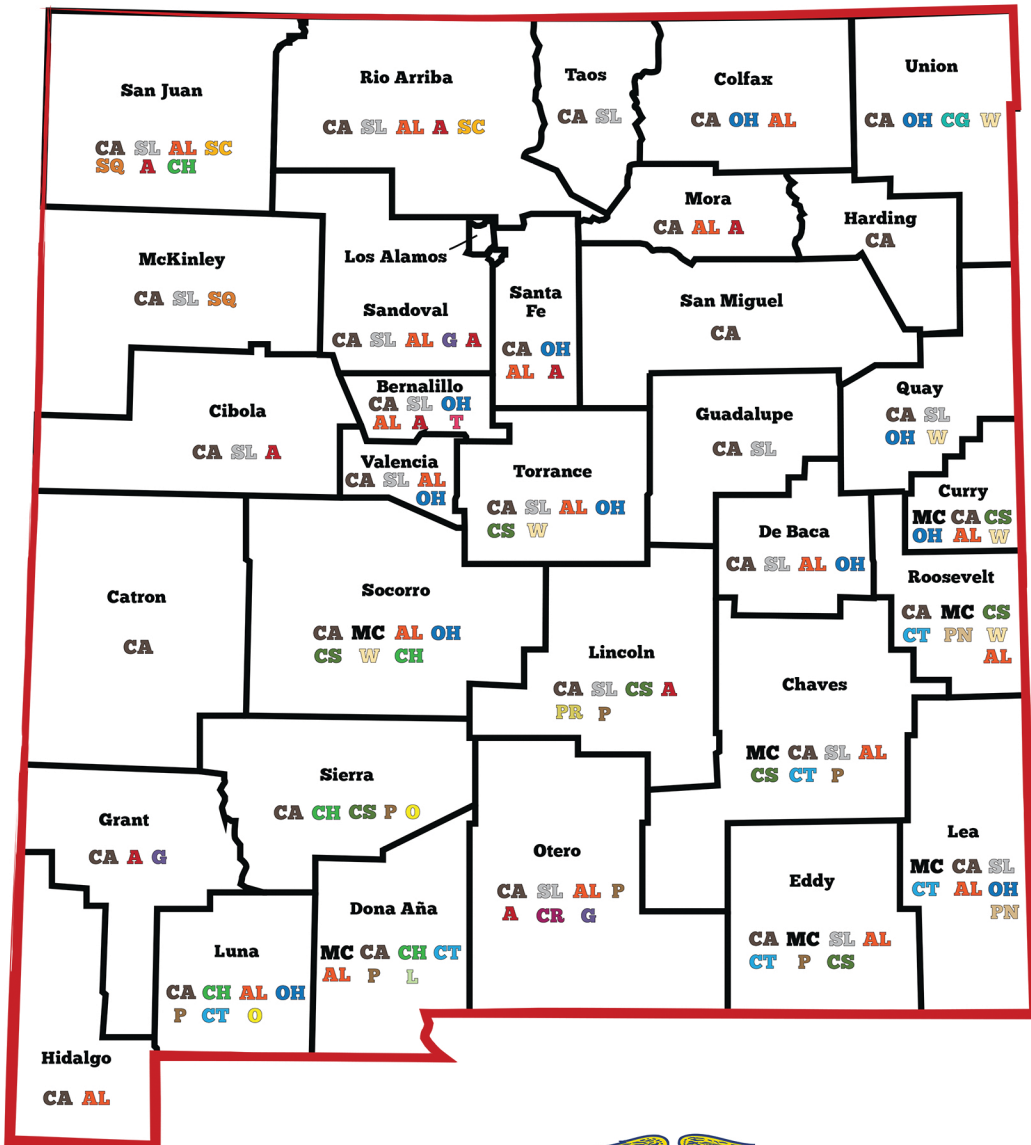 San Juan
CA SL AL SC
SQ A CH
Rio Arriba
CA SL AL A SC
Taos
CA SL
Colfax
CA OH AL
Union
CA OH CG W
Mora
CA AL A
Harding
CA
McKinley
CA SL SQ
Los Alamos
Sandoval
CA SL AL G A
Santa
Fe
CA OH
AL A
San Miguel
CA
Cibola
CA SL A
Bernalillo
CA SL OH
AL A T
Valencia
CA SL AL
OH
Torrance
CA SL AL OH
CS W
Guadalupe
CA SL
Quay
CA SL
OH W
Curry
MC CA CS
OH AL W
De Baca
CA SL AL OH
Roosevelt
CA MC CS
CT PN W
AL
Catron
CA
Socorro
CA MC AL OH
CS W CH
Lincoln
CA SL CS A
PR P
Chaves
MC CA SL AL
CS CT P
Sierra
CA CH CS P O
Grant
CA A G
Otero
CA SL AL P
A CR G
Eddy
CA MC SL AL
CT P CS
Lea
MC CA SL
CT AL OH
PN
Dona Aña
MC CA CH CT
AL P L
Luna
CA CH AL OH
P CT O
Hidalgo
CA AL